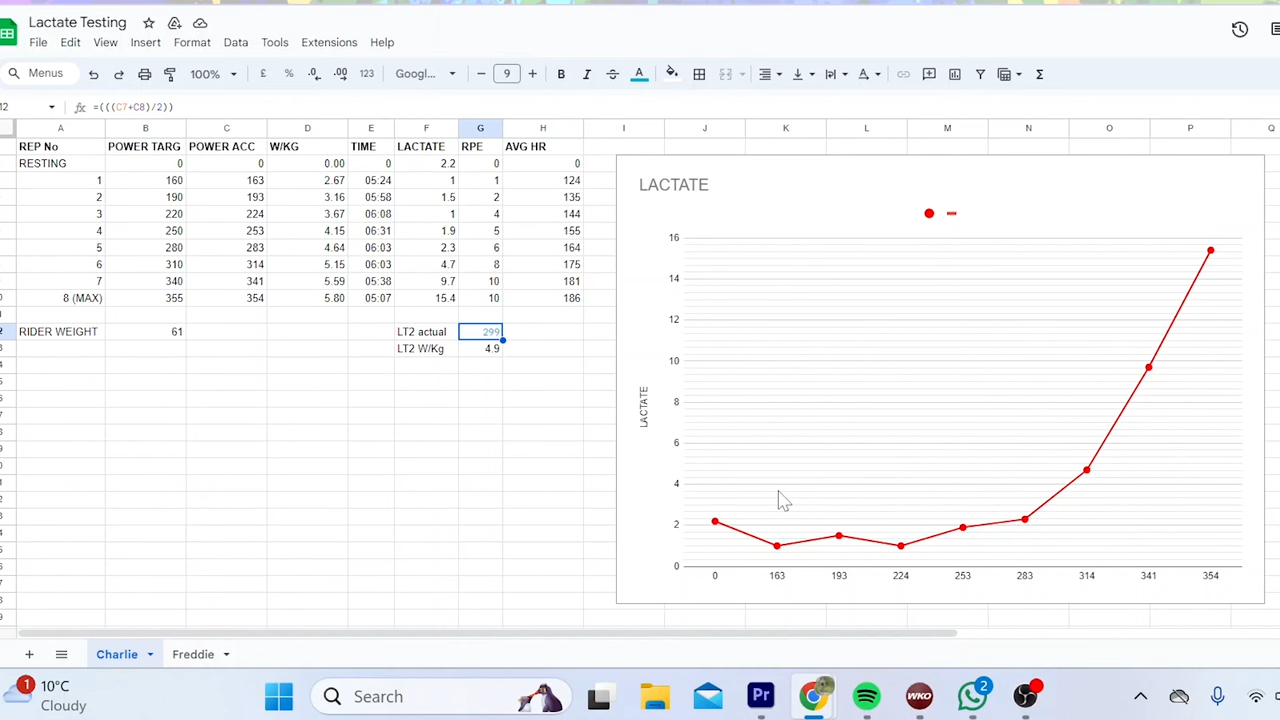 Lactate Testing
File Edit View Insert Format Data Tools Extensions Help
Menus 100% £ % .0 .00 123 Googl... 9 B I A
12 fx =(((C7+C8)/2))
A B C D E F G H I J K L M N O P Q
REP No POWER TARG POWER ACC W/KG TIME LACTATE RPE AVG HR
RESTING 0 0 0.00 0 2.2 0 0
1 160 163 2.67 05:24 1 1 124
2 190 193 3.16 05:58 1.5 2 135
3 220 224 3.67 06:08 1 4 144
4 250 253 4.15 06:31 1.9 5 155
5 280 283 4.64 06:03 2.3 6 164
6 310 314 5.15 06:03 4.7 8 175
7 340 341 5.59 05:38 9.7 10 181
8 (MAX) 355 354 5.80 05:07 15.4 10 186
RIDER WEIGHT 61 LT2 actual 299
LT2 W/Kg 4.9
LACTATE
16
14
12
10
8
6
4
2
0
LACTATE
0 163 193 224 253 283 314 341 354
Charlie Freddie
1
10°C
Cloudy
Search
Pr
WKO
2